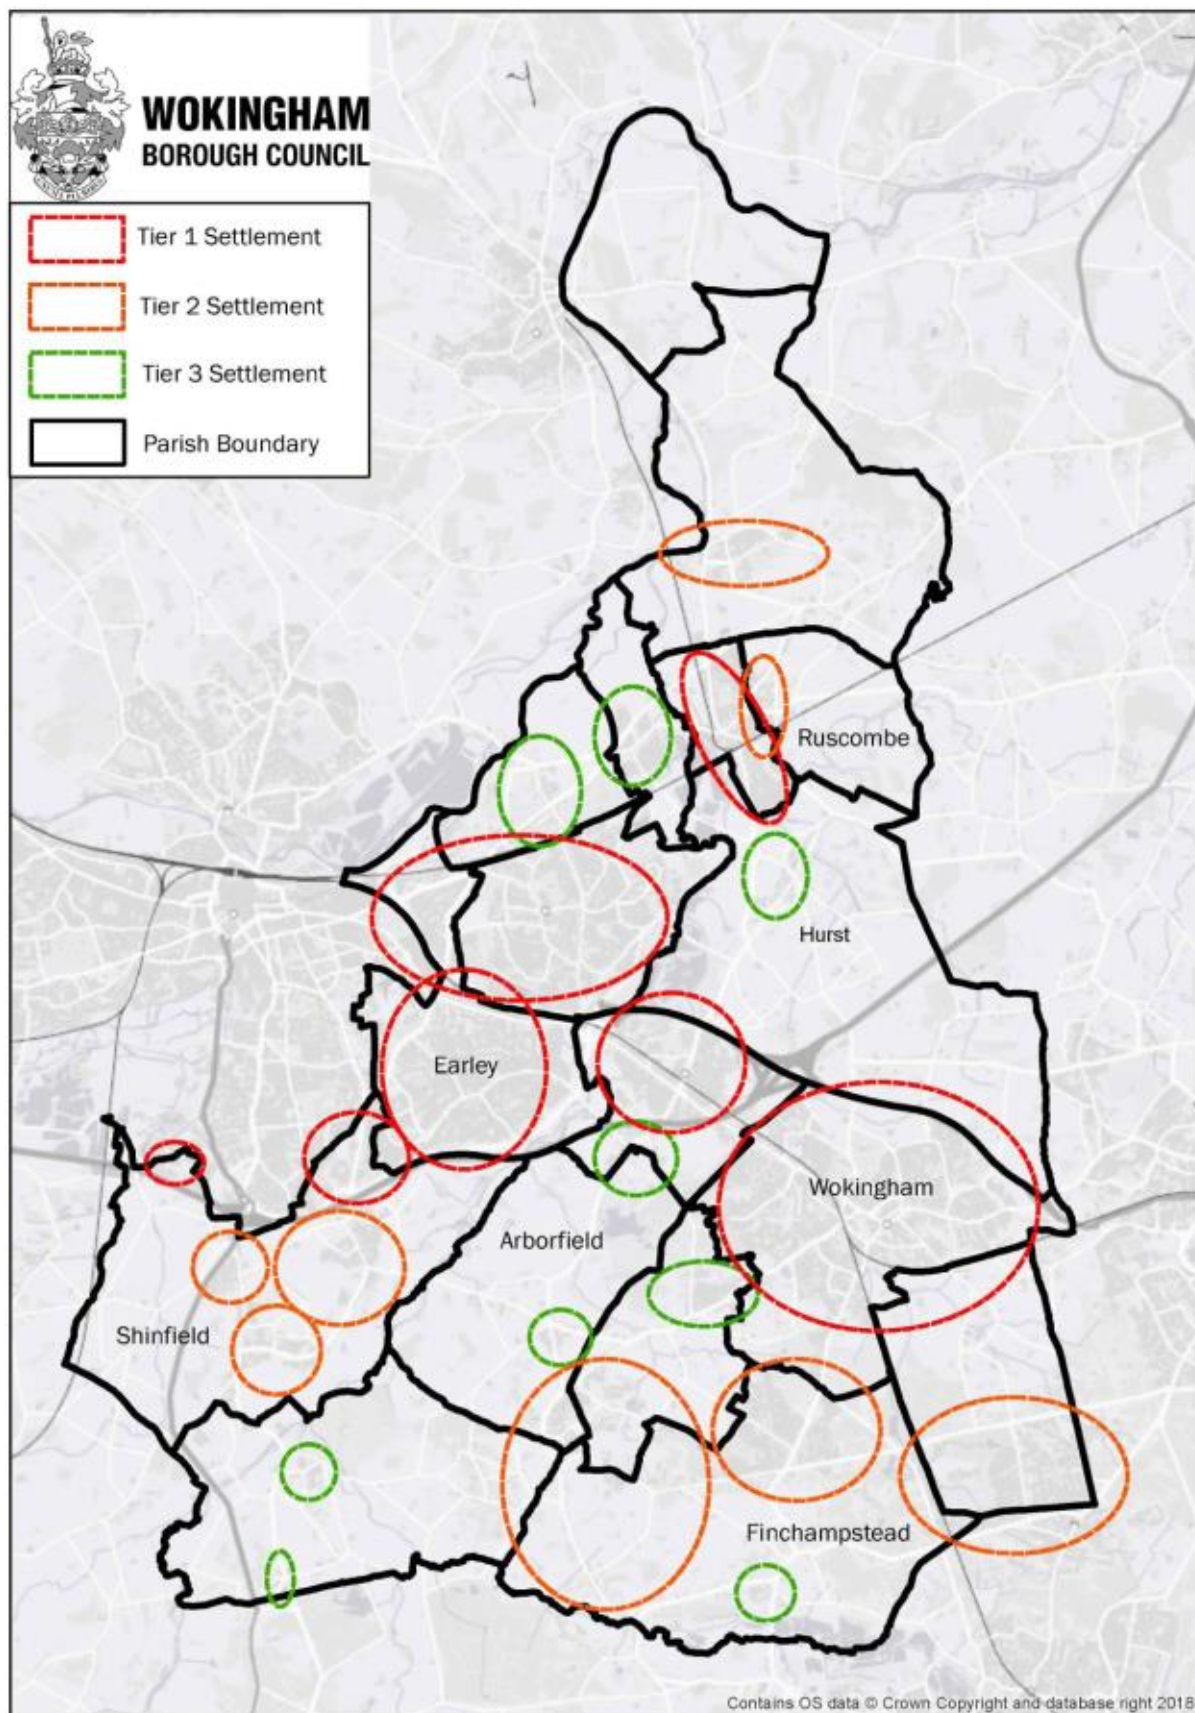 WOKINGHAM
BOROUGH COUNCIL
Tier 1 Settlement
Tier 2 Settlement
Tier 3 Settlement
Parish Boundary
Ruscombe
Hurst
Earley
Wokingham
Arborfield
Shinfield
Finchampstead
Contains OS data © Crown Copyright and database right 2018